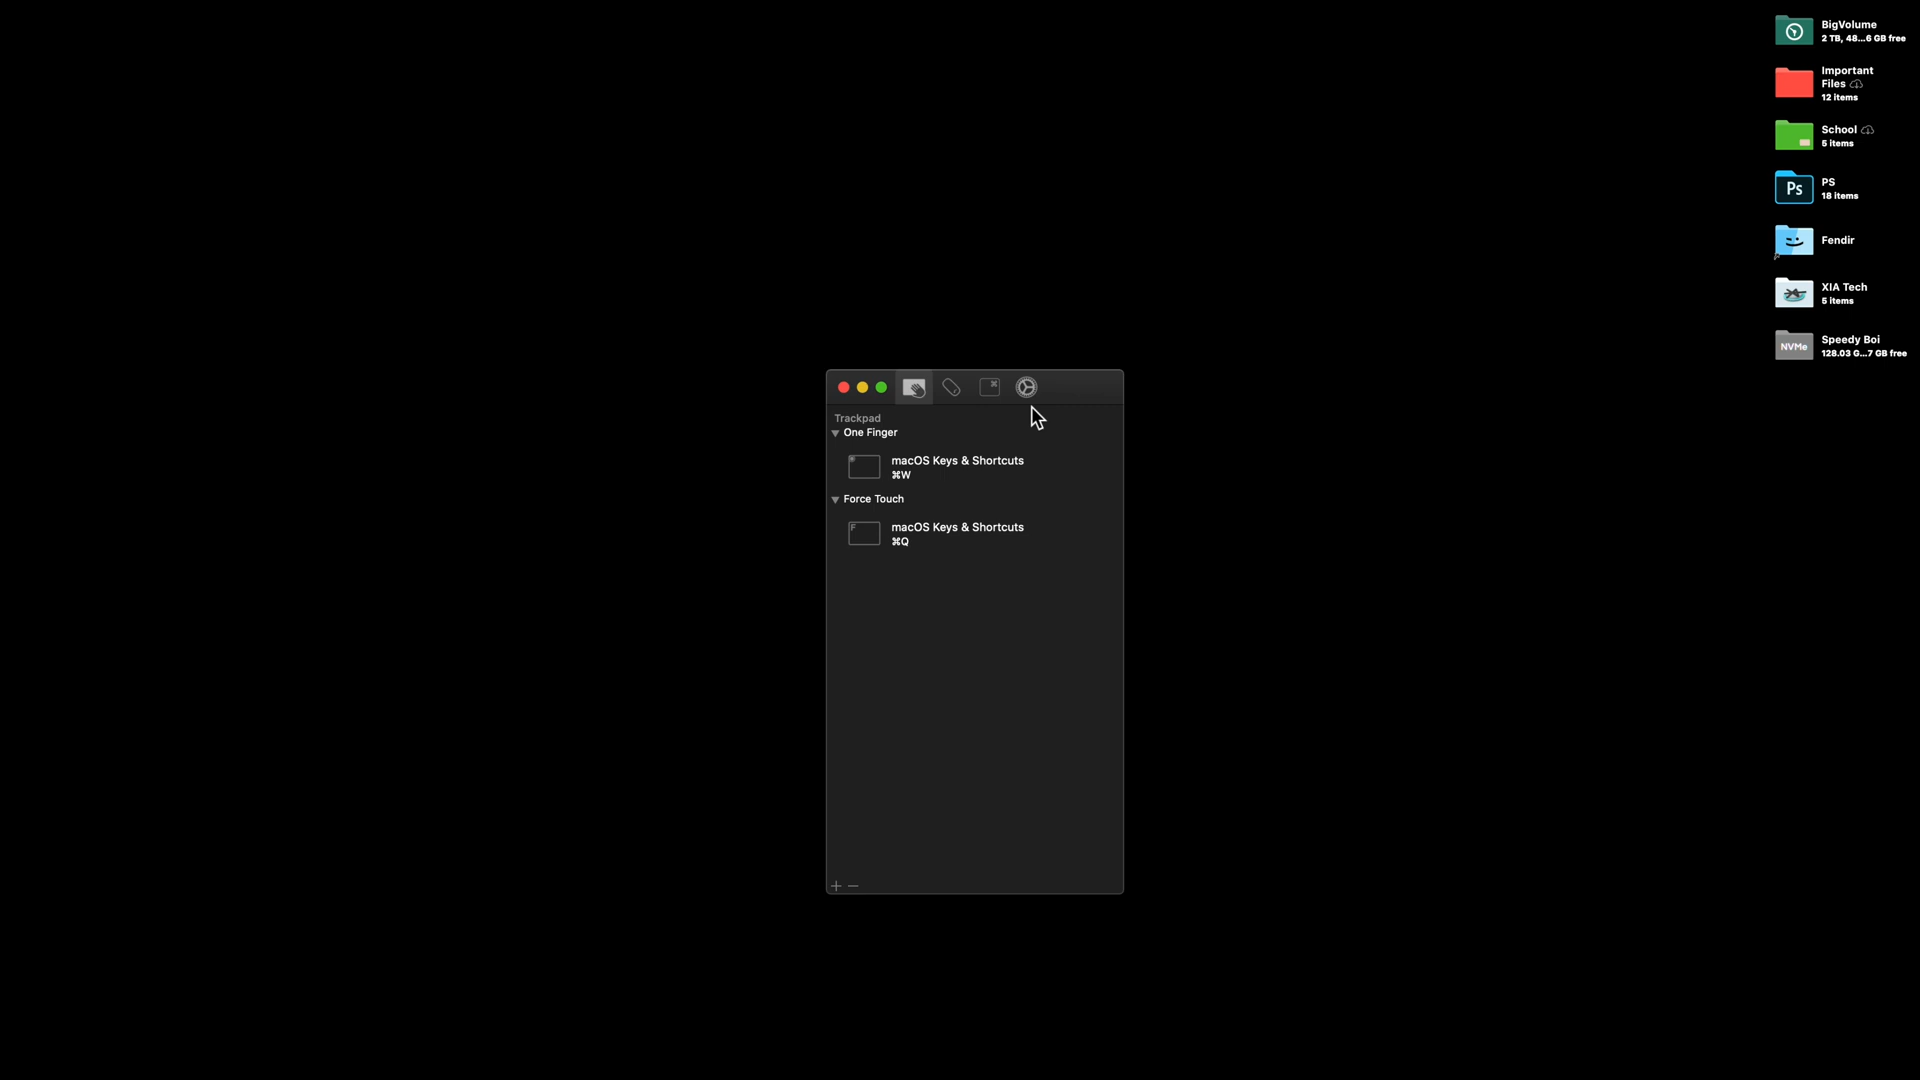 BigVolume
2 TB, 48...6 GB free
Important
Files
12 items
School
5 items
Ps
PS
18 items
Fendir
XIA Tech
5 items
NVMe
Speedy Boi
128.03 G...7 GB free
Trackpad
One Finger
macOS Keys & Shortcuts
⌘W
Force Touch
F
macOS Keys & Shortcuts
⌘Q